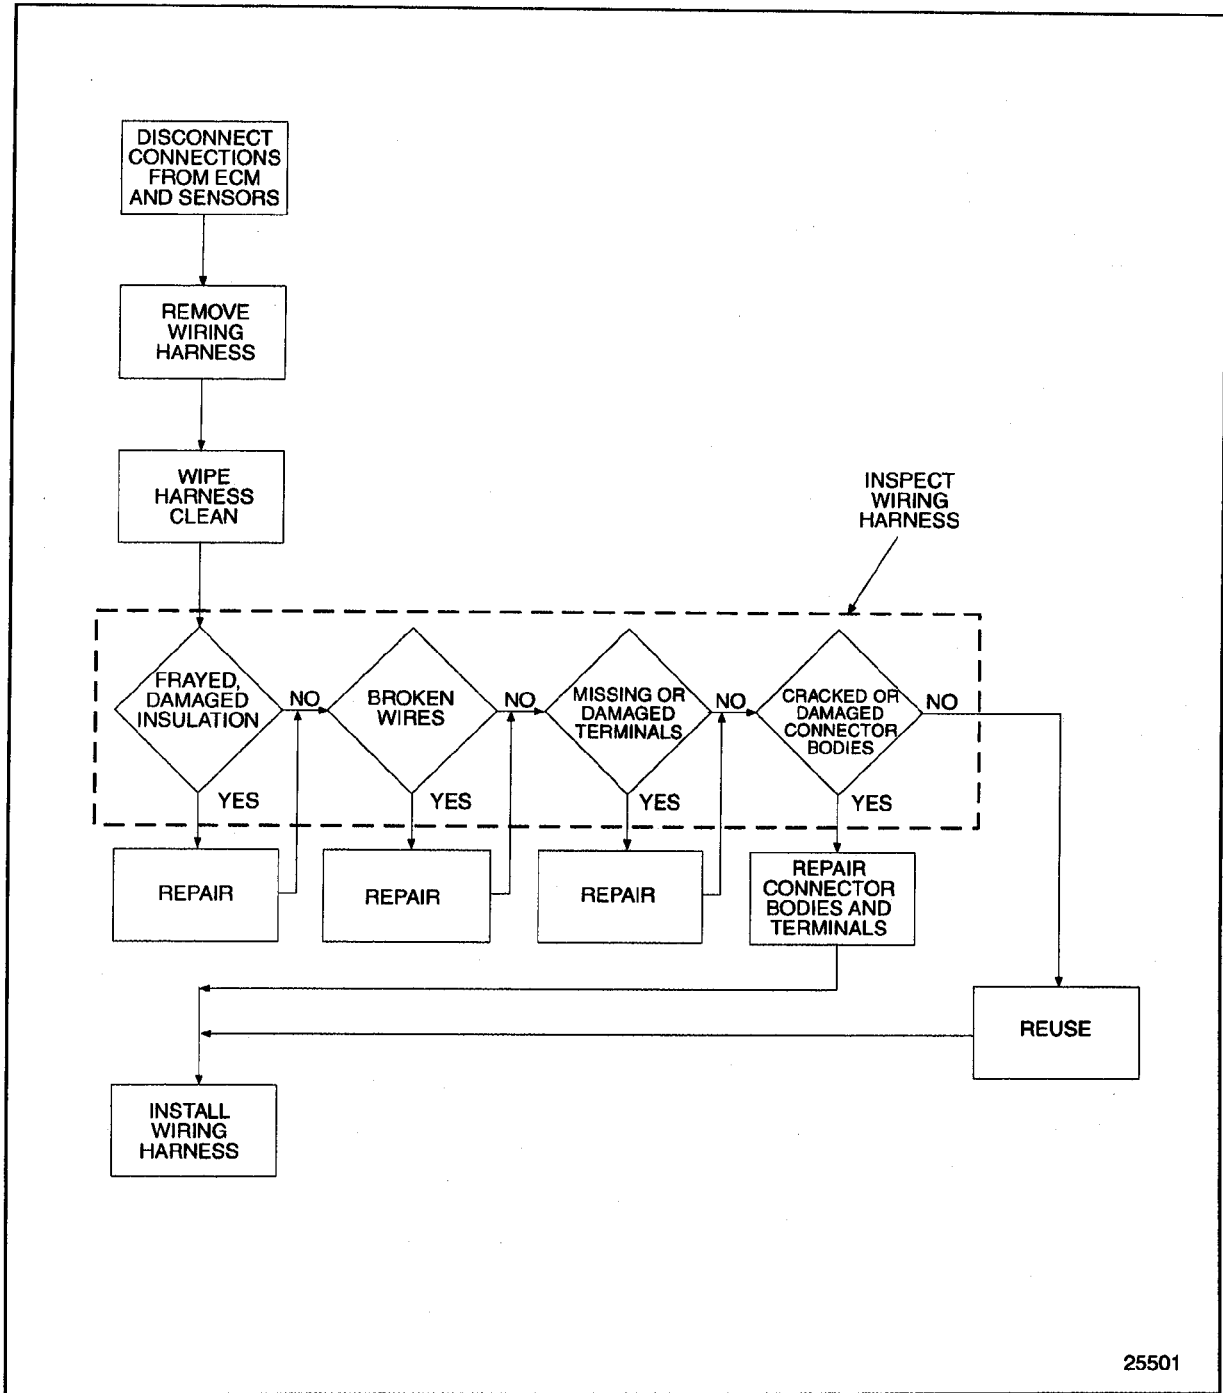 DISCONNECT
CONNECTIONS
FROM ECM
AND SENSORS
REMOVE
WIRING
HARNESS
WIPE
HARNESS
CLEAN
INSPECT
WIRING
HARNESS
FRAYED,
DAMAGED
INSULATION
NO
BROKEN
WIRES
NO
MISSING OR
DAMAGED
TERMINALS
NO
CRACKED OR
DAMAGED
CONNECTOR
BODIES
NO
YES
YES
YES
YES
REPAIR
REPAIR
REPAIR
REPAIR
CONNECTOR
BODIES AND
TERMINALS
REUSE
INSTALL
WIRING
HARNESS
25501